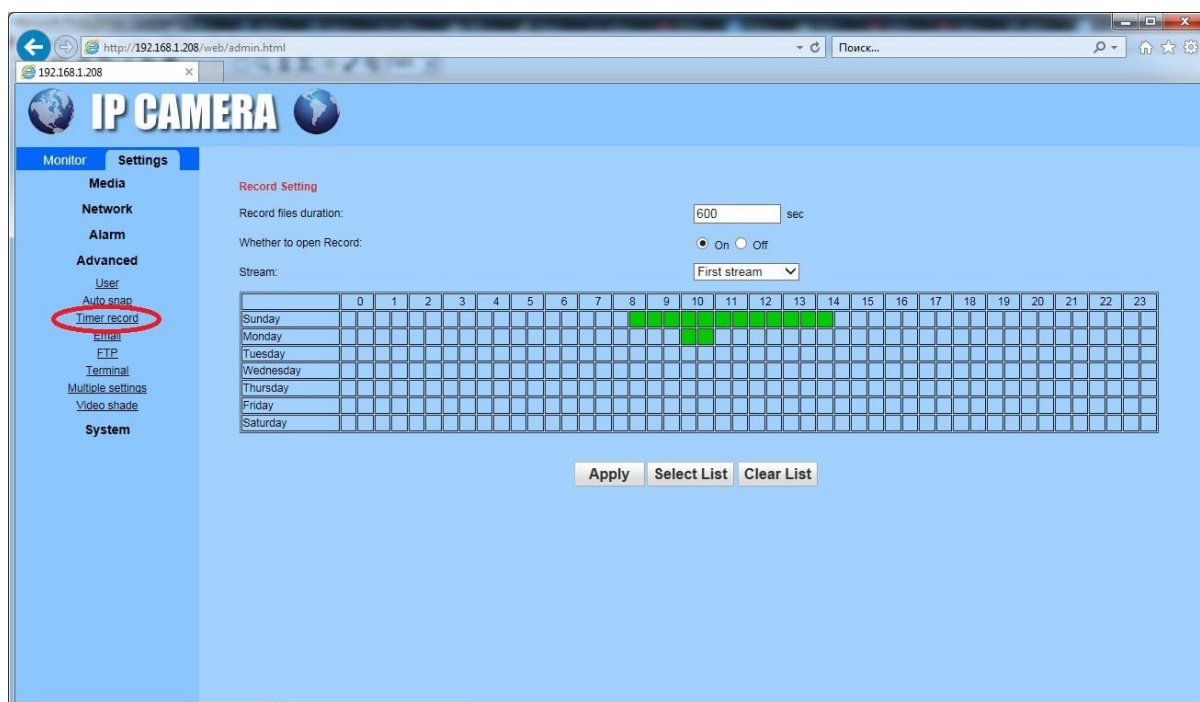 http://192.168.1.208/web/admin.html
Поиск...
192.168.1.208
IP CAMERA
Monitor
Settings
Media
Network
Alarm
Advanced
User
Auto snap
Timer record
Email
FTP
Terminal
Multiple settings
Video shade
System
Record Setting
Record files duration: 600 sec
Whether to open Record: On Off
Stream: First stream
0 1 2 3 4 5 6 7 8 9 10 11 12 13 14 15 16 17 18 19 20 21 22 23
Sunday
Monday
Tuesday
Wednesday
Thursday
Friday
Saturday
Apply Select List Clear List